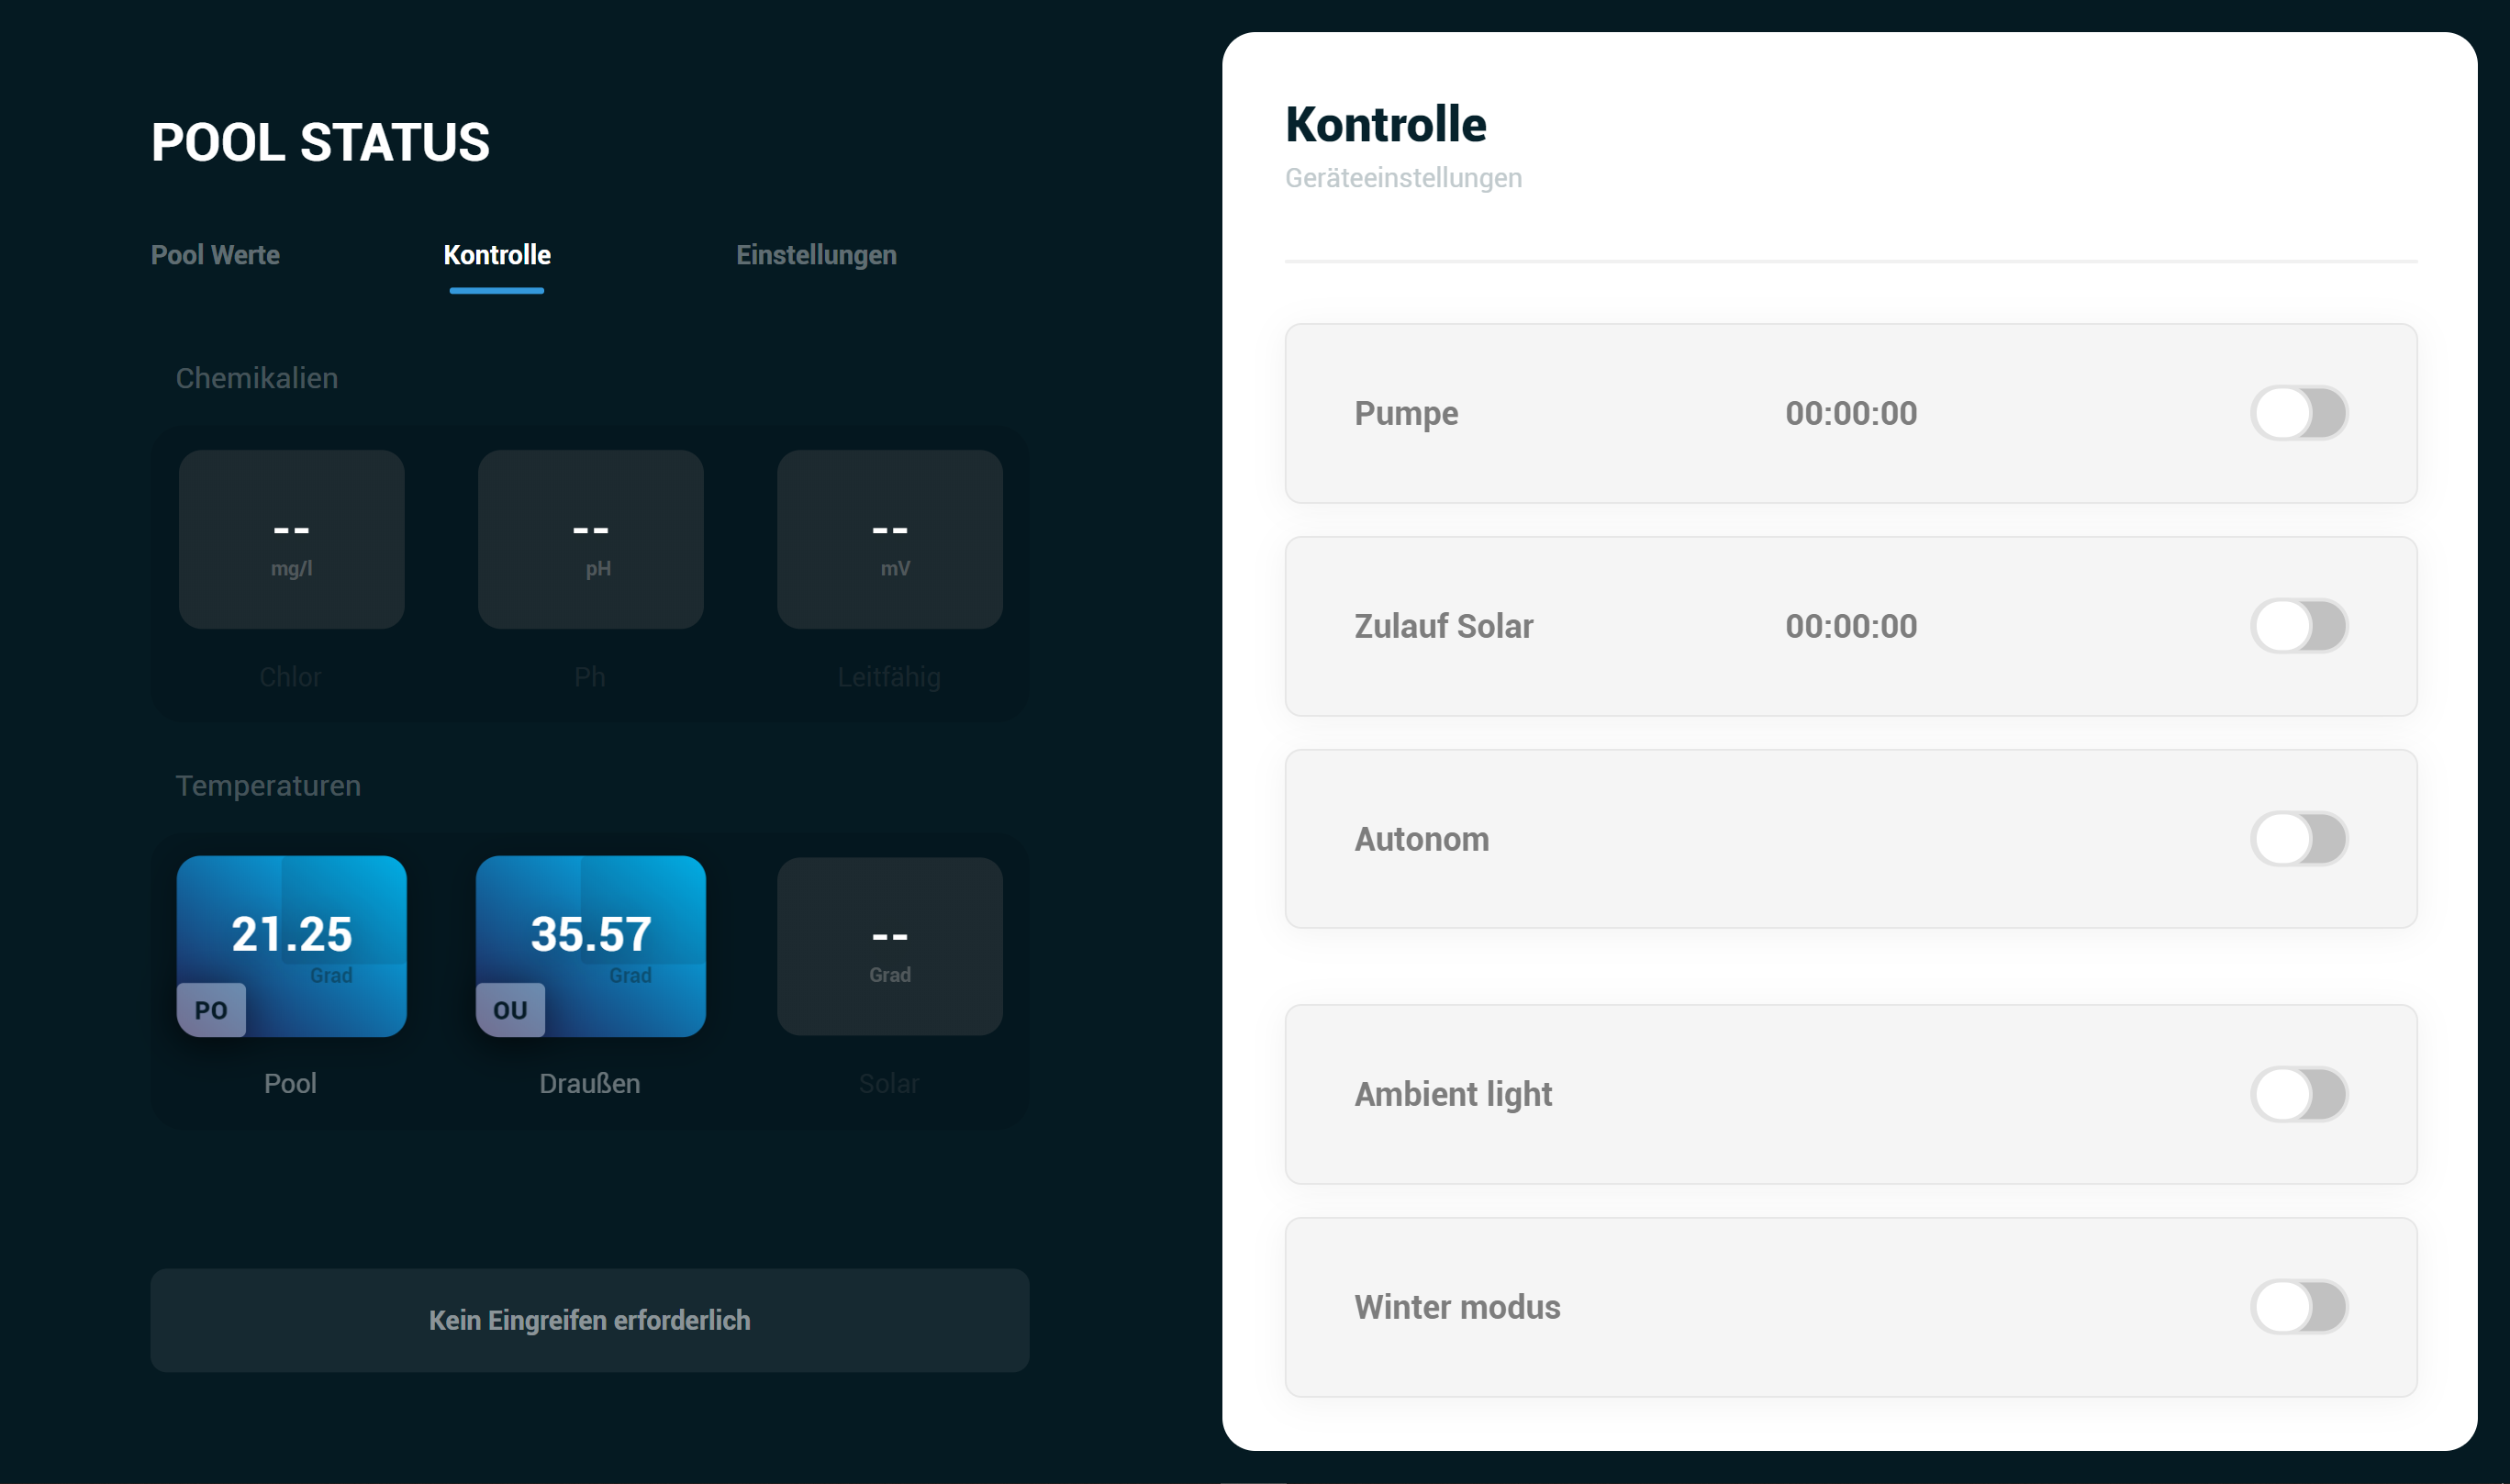 POOL STATUS
Pool Werte Kontrolle Einstellungen
Chemikalien
-- -- --
mg/l pH mV
Chlor Ph Leitfähig
Temperaturen
21.25 35.57 --
Grad Grad Grad
PO OU
Pool Draußen Solar
Kein Eingreifen erforderlich
Kontrolle
Geräteeinstellungen
Pumpe 00:00:00
Zulauf Solar 00:00:00
Autonom
Ambient light
Winter modus